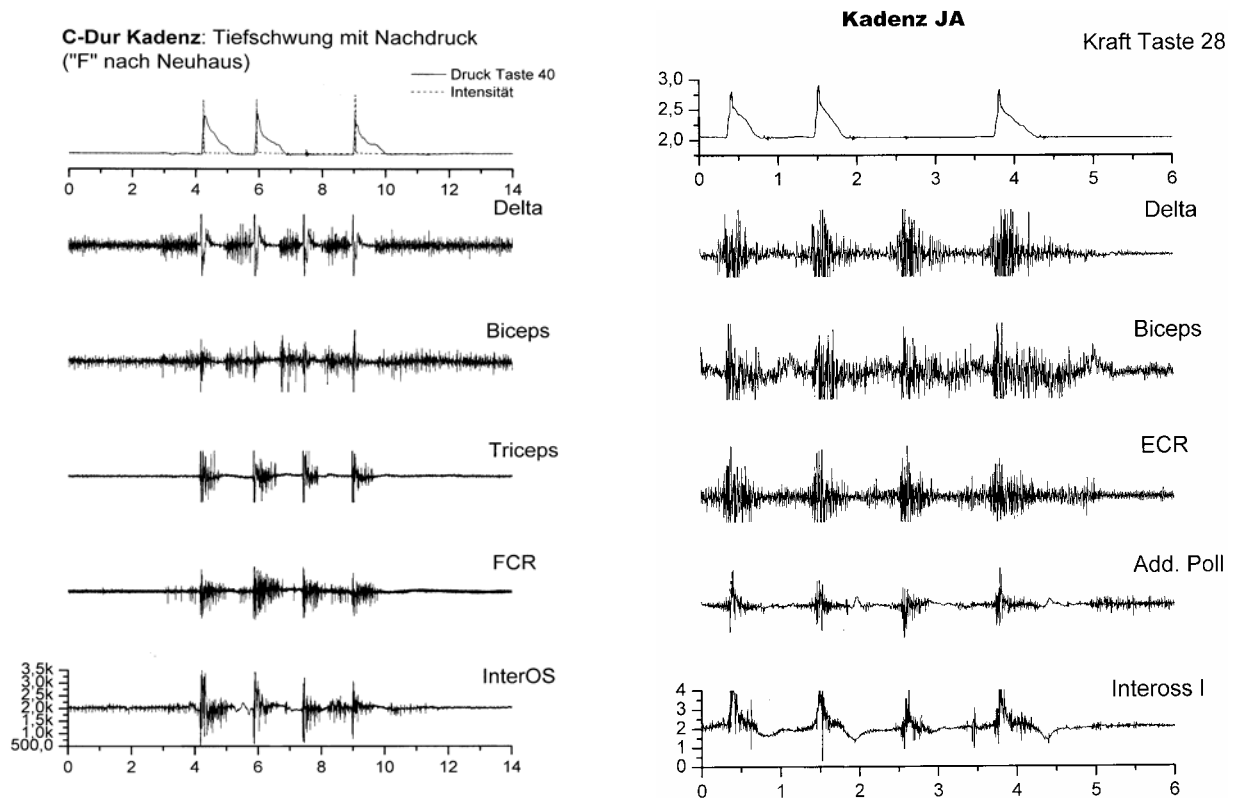 C-Dur Kadenz: Tiefschwung mit Nachdruck
("F" nach Neuhaus)
Druck Taste 40
Intensität
0 2 4 6 8 10 12 14
Delta
Biceps
Triceps
FCR
InterOS
3,5k
3,0k
2,5k
2,0k
1,5k
1,0k
500,0
0 2 4 6 8 10 12 14
Kadenz JA
Kraft Taste 28
3,0
2,5
2,0
0 1 2 3 4 5 6
Delta
Biceps
ECR
Add. Poll
Inteross I
4
3
2
1
0
0 1 2 3 4 5 6